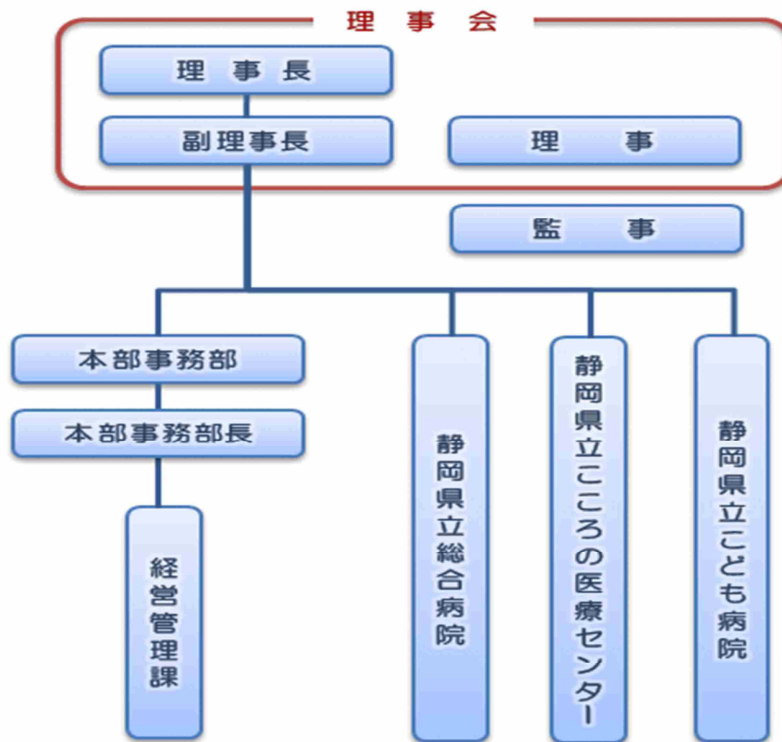 理事会
理事長
副理事長
理事
監事
本部事務部
本部事務部長
経営管理課
静岡県立総合病院
静岡県立こころの医療センター
静岡県立こども病院